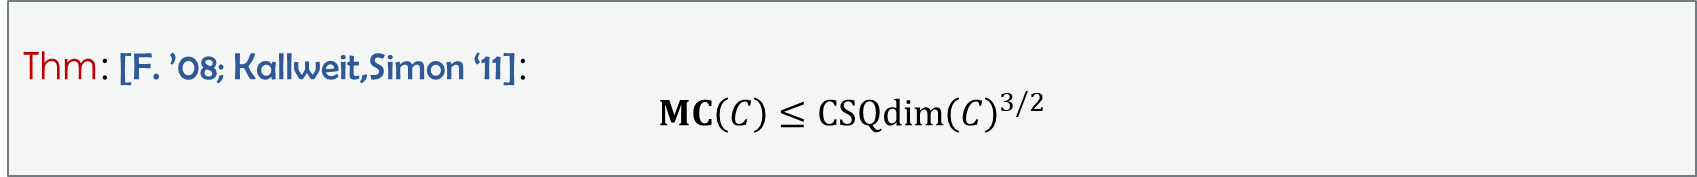 Thm: [F. ’08; Kallweit,Simon ‘11]:
MC(C) ≤ CSQdim(C)^{3/2}